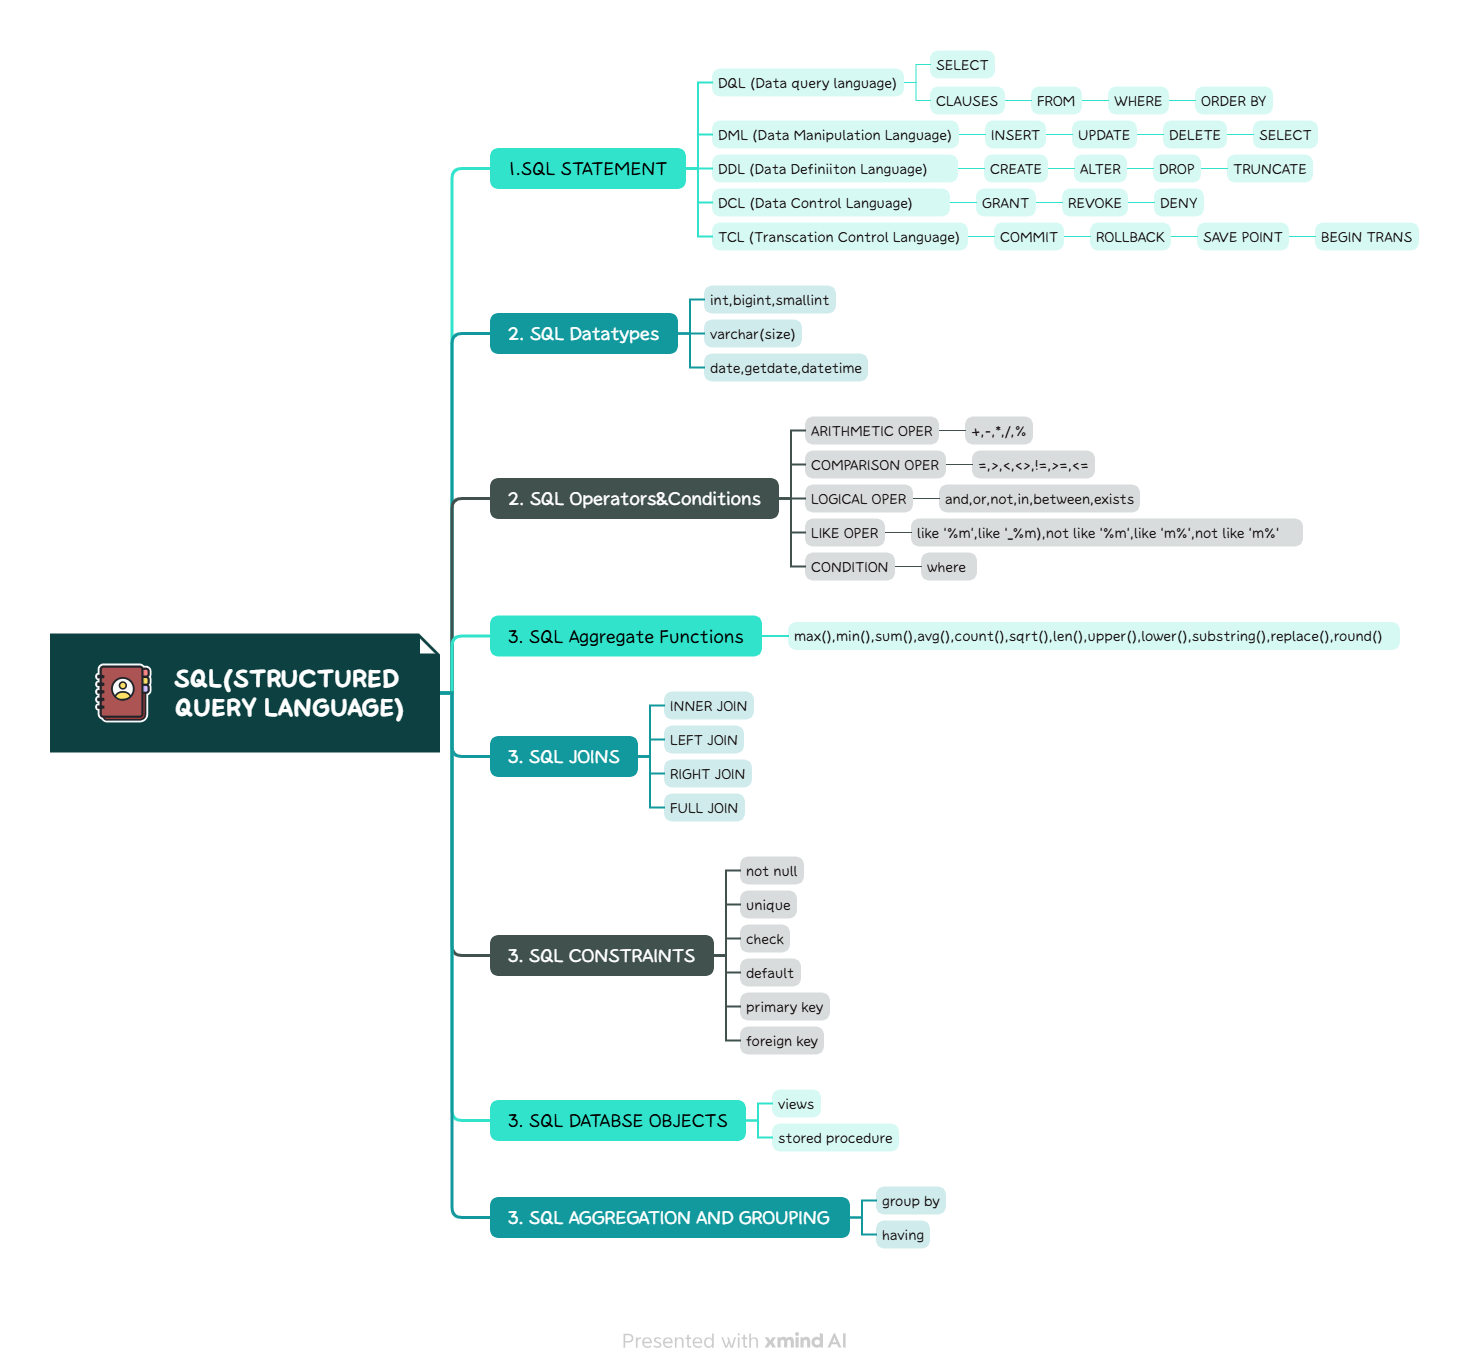 SQL(STRUCTURED
QUERY LANGUAGE)
1.SQL STATEMENT
DQL (Data query language)
SELECT
CLAUSES FROM WHERE ORDER BY
DML (Data Manipulation Language) INSERT UPDATE DELETE SELECT
DDL (Data Definiiton Language) CREATE ALTER DROP TRUNCATE
DCL (Data Control Language) GRANT REVOKE DENY
TCL (Transcation Control Language) COMMIT ROLLBACK SAVE POINT BEGIN TRANS
2. SQL Datatypes
int,bigint,smallint
varchar(size)
date,getdate,datetime
2. SQL Operators&Conditions
ARITHMETIC OPER +,-,*,/,%
COMPARISON OPER =,>,<,<>,!=,>=,<=
LOGICAL OPER and,or,not,in,between,exists
LIKE OPER like '%m',like '_%m),not like '%m',like 'm%',not like 'm%'
CONDITION where
3. SQL Aggregate Functions max(),min(),sum(),avg(),count(),sqrt(),len(),upper(),lower(),substring(),replace(),round()
3. SQL JOINS
INNER JOIN
LEFT JOIN
RIGHT JOIN
FULL JOIN
3. SQL CONSTRAINTS
not null
unique
check
default
primary key
foreign key
3. SQL DATABSE OBJECTS
views
stored procedure
3. SQL AGGREGATION AND GROUPING
group by
having
Presented with xmind AI